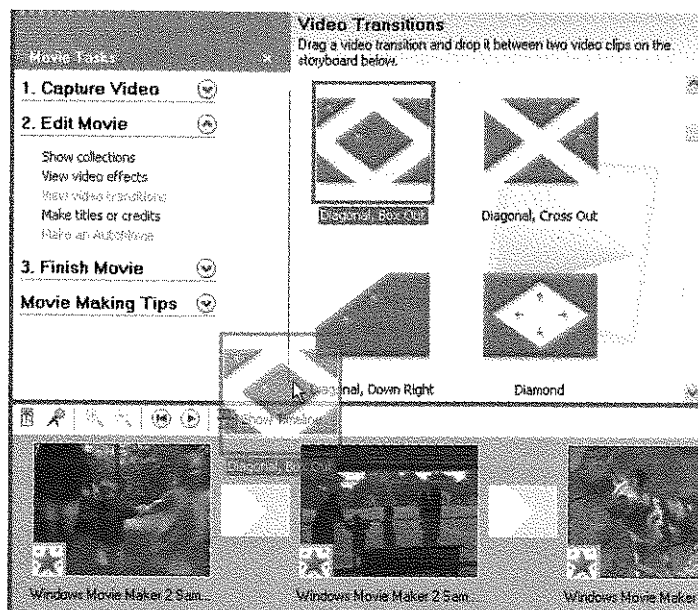 Video Transitions
Drag a video transition and drop it between two video clips on the
storyboard below.
Movie Tasks
1. Capture Video
2. Edit Movie
Show collections
View video effects
View video transitions
Make titles or credits
Make an AutoMovie
3. Finish Movie
Movie Making Tips
Diagonal, Box Out
Diagonal, Cross Out
Diagonal, Down Right
Diamond
Show Timeline
Diagonal, Box Out
Windows Movie Maker 2 Sam...
Windows Movie Maker 2 Sam
Windows Movie Maker